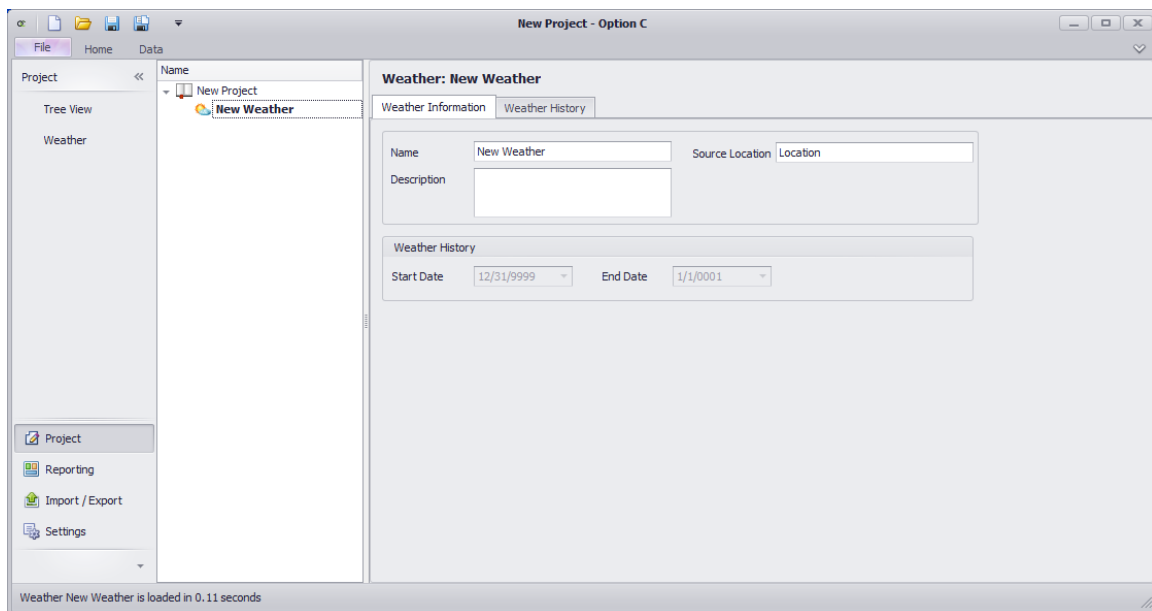 New Project - Option C
File Home Data
Project
Tree View
Weather
Project
Reporting
Import / Export
Settings
Name
New Project
New Weather
Weather: New Weather
Weather Information Weather History
Name New Weather Source Location Location
Description
Weather History
Start Date 12/31/9999 End Date 1/1/0001
Weather New Weather is loaded in 0.11 seconds